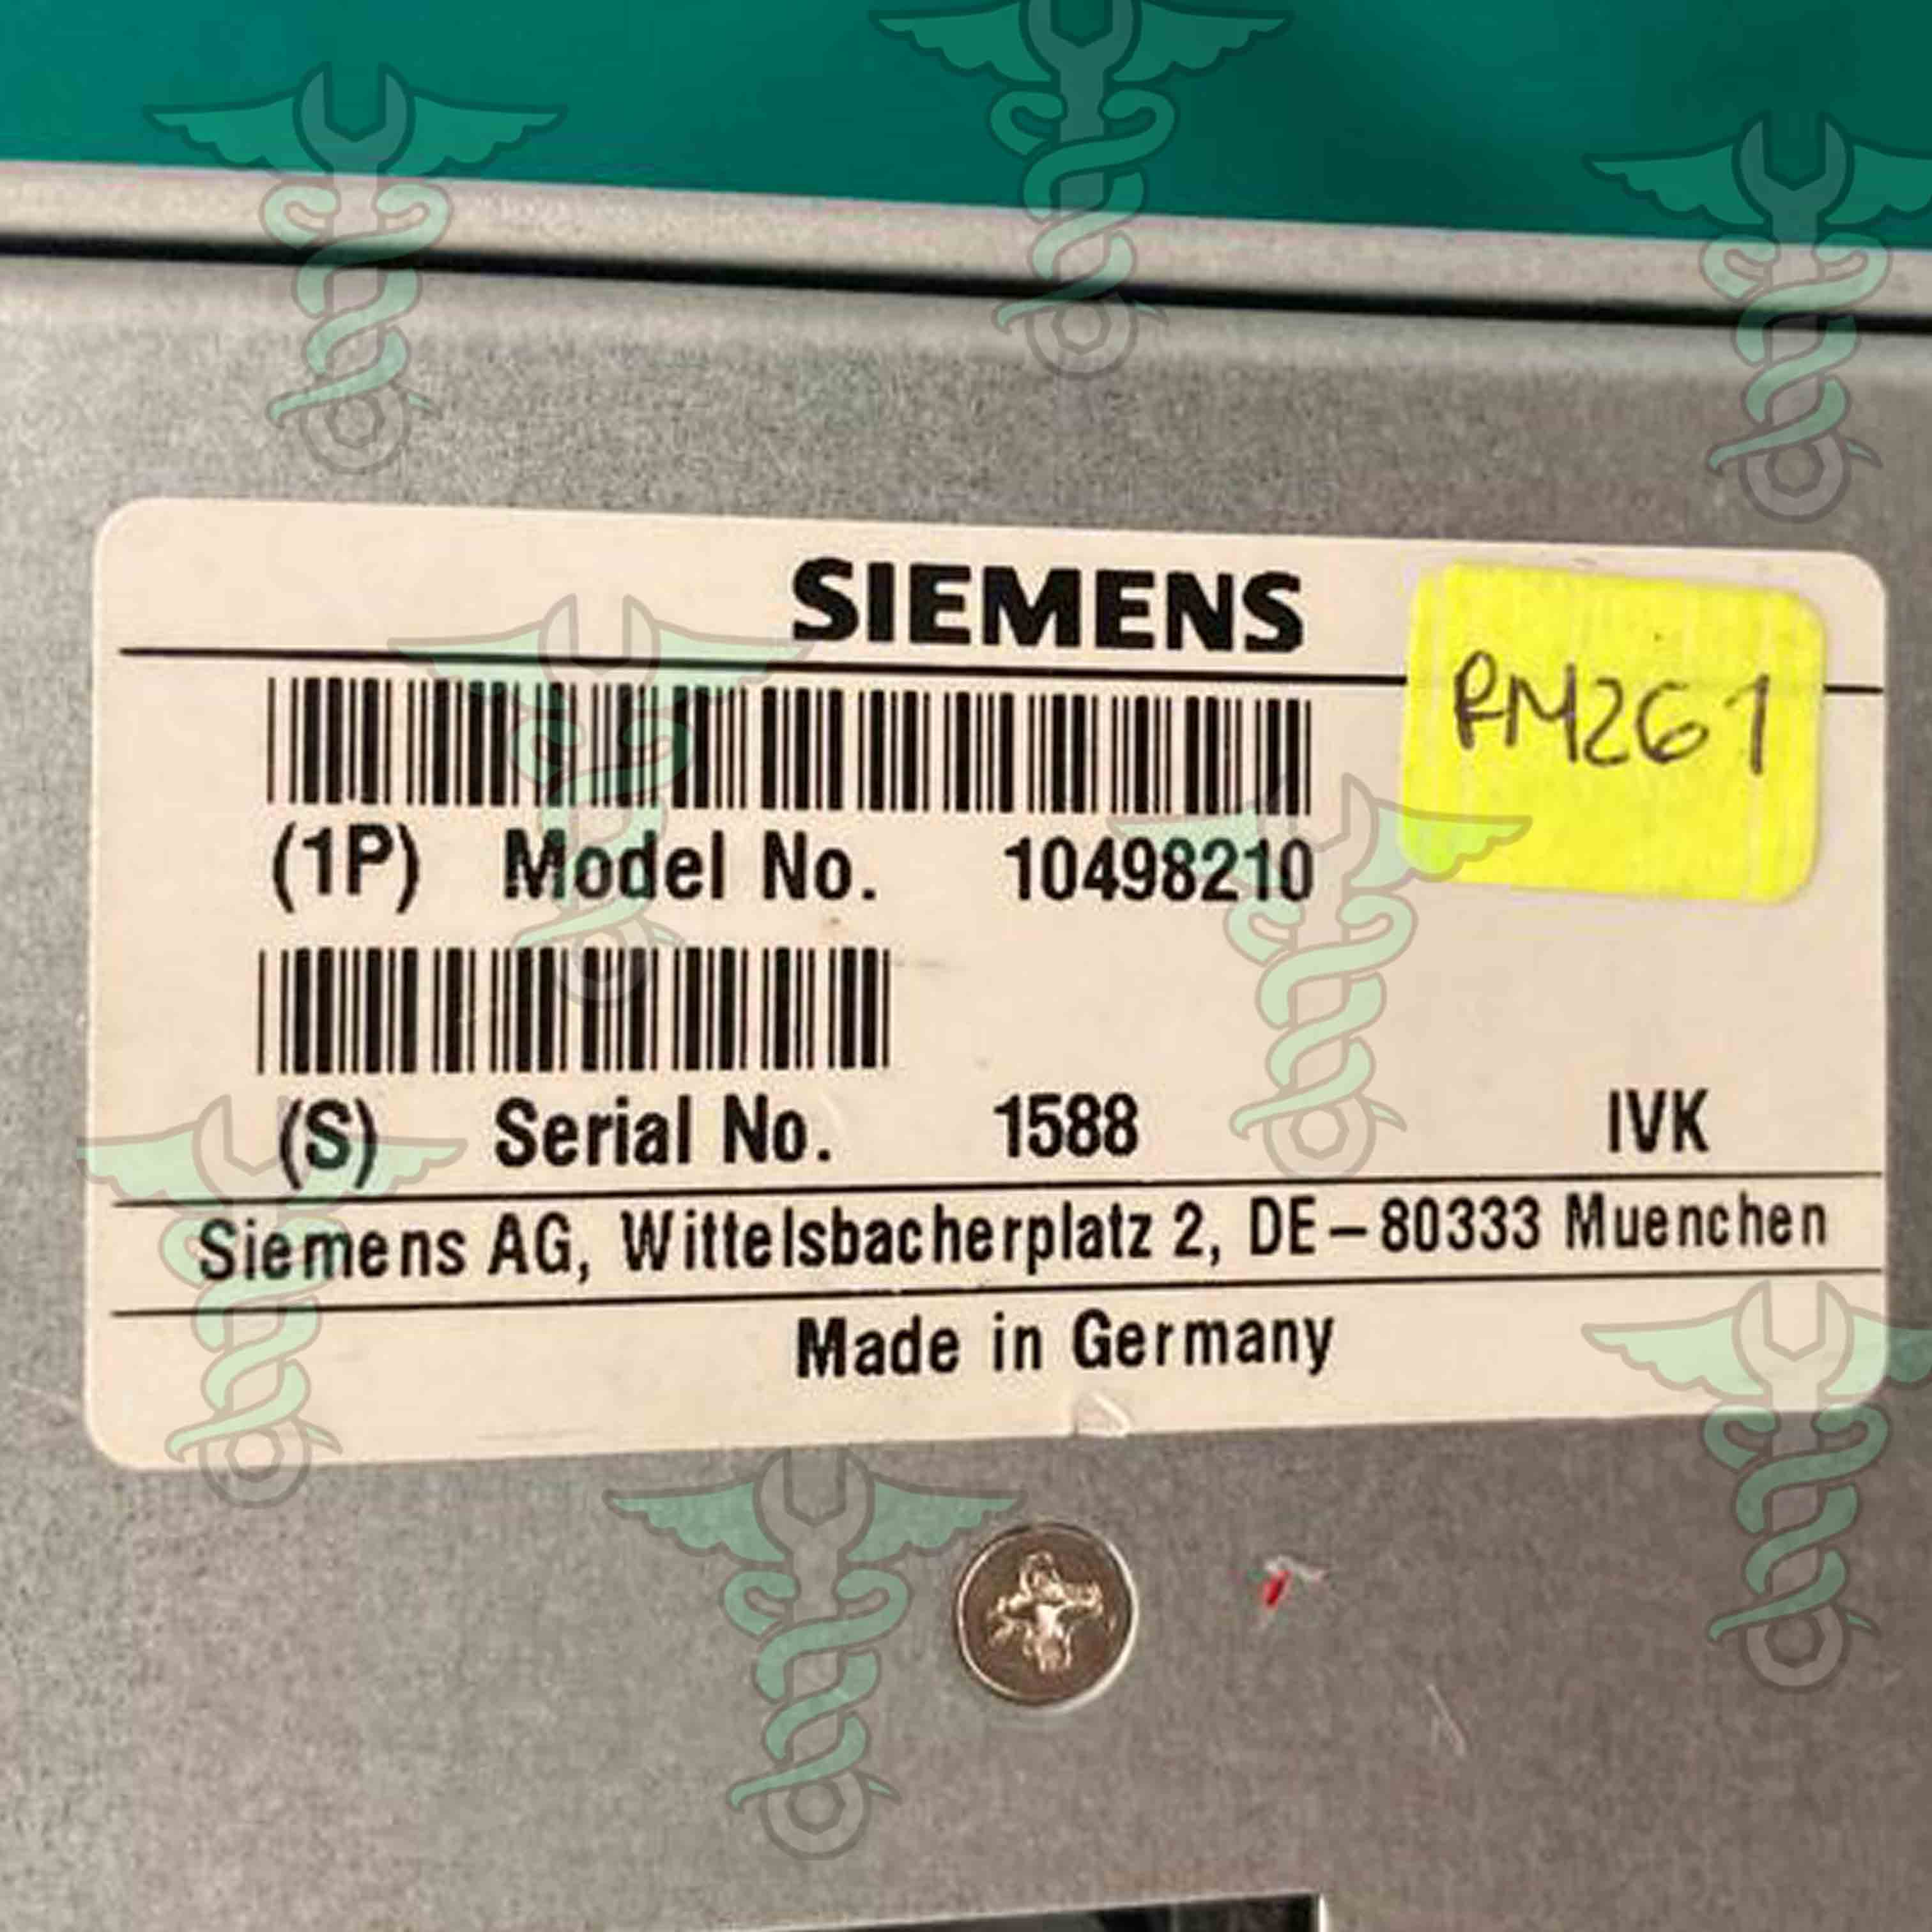 SIEMENS
RM261
(1P) Model No. 10498210
(S) Serial No. 1588 IVK
Siemens AG, Wittelsbacherplatz 2, DE-80333 Muenchen
Made in Germany